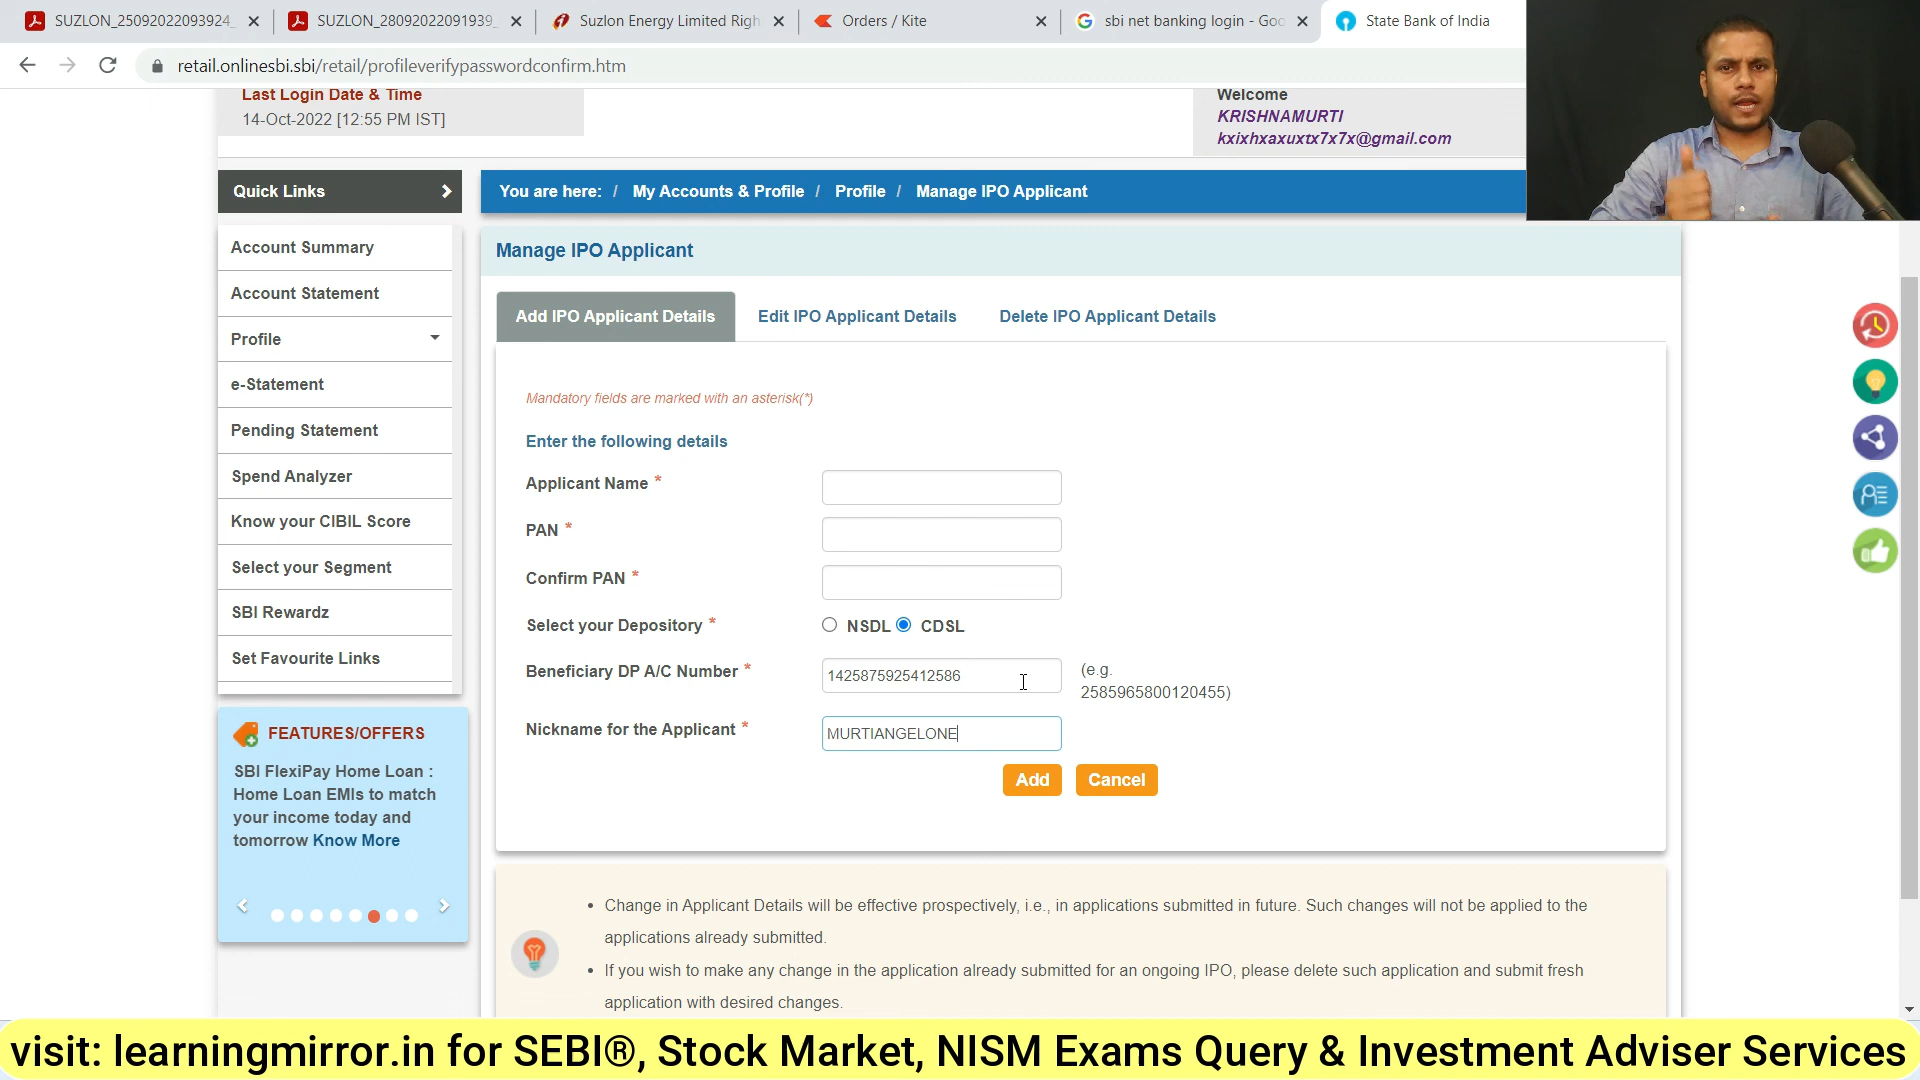 SUZLON_25092022093924_
SUZLON_28092022091939_
Suzlon Energy Limited Righ
Orders / Kite
sbi net banking login - Goo
State Bank of India
retail.onlinesbi.sbi/retail/profileverifypasswordconfirm.htm
Last Login Date & Time
14-Oct-2022 [12:55 PM IST]
Welcome
KRISHNAMURTI
kxixhxaxuxtx7x7x@gmail.com
Quick Links
You are here: / My Accounts & Profile / Profile / Manage IPO Applicant
Account Summary
Account Statement
Profile
e-Statement
Pending Statement
Spend Analyzer
Know your CIBIL Score
Select your Segment
SBI Rewardz
Set Favourite Links
Manage IPO Applicant
Add IPO Applicant Details
Edit IPO Applicant Details
Delete IPO Applicant Details
Mandatory fields are marked with an asterisk(*)
Enter the following details
Applicant Name *
PAN *
Confirm PAN *
Select your Depository * NSDL CDSL
Beneficiary DP A/C Number * 1425875925412586 (e.g.
2585965800120455)
Nickname for the Applicant * MURTIANGELONE
Add Cancel
FEATURES/OFFERS
SBI FlexiPay Home Loan :
Home Loan EMIs to match
your income today and
tomorrow Know More
• Change in Applicant Details will be effective prospectively, i.e., in applications submitted in future. Such changes will not be applied to the
applications already submitted.
• If you wish to make any change in the application already submitted for an ongoing IPO, please delete such application and submit fresh
application with desired changes.
visit: learningmirror.in for SEBI®, Stock Market, NISM Exams Query & Investment Adviser Services